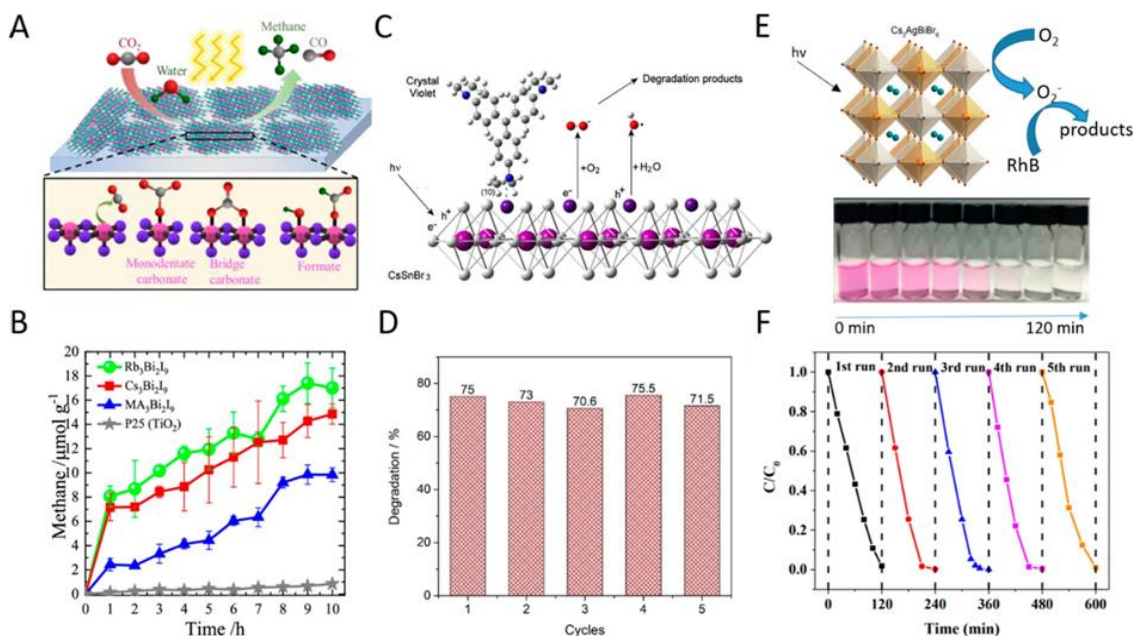 A
CO₂
Water
Methane
CO
Monodentate
carbonate
Bridge
carbonate
Formate
B
Methane /μmol g⁻¹
20
18
16
14
12
10
8
6
4
2
0
Rb₃Bi₂I₉
Cs₃Bi₂I₉
MA₃Bi₂I₉
P25 (TiO₂)
0 1 2 3 4 5 6 7 8 9 10
Time /h
C
Crystal
Violet
Degradation products
hν
(10)
+O₂
+H₂O
e⁻
h⁺
h⁺
e⁻
CsSnBr₃
D
Degradation / %
80
60
40
20
0
75
73
70.6
75.5
71.5
1 2 3 4 5
Cycles
E
Cs₂AgBiBr₆
hν
O₂
O₂⁻
products
RhB
0 min
120 min
F
1st run
2nd run
3rd run
4th run
5th run
C/C₀
1.0
0.8
0.6
0.4
0.2
0.0
0 120 240 360 480 600
Time (min)